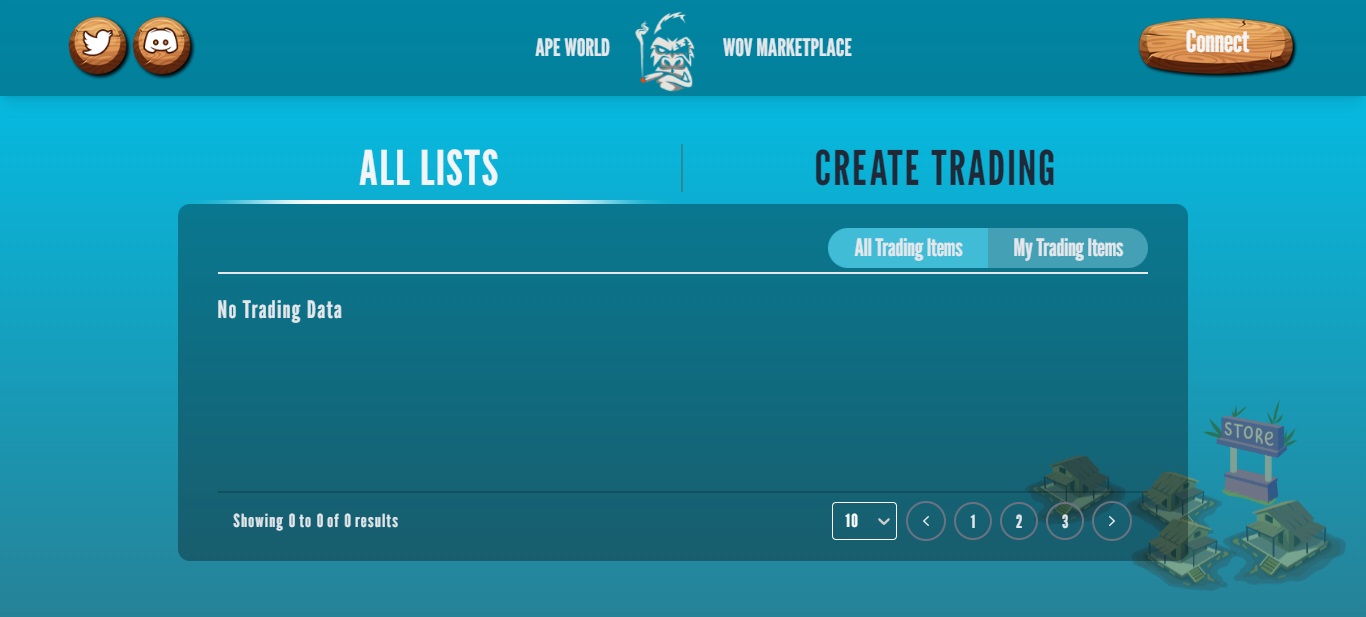 APE WORLD
WOV MARKETPLACE
Connect
ALL LISTS
CREATE TRADING
All Trading Items
My Trading Items
No Trading Data
STORe
Showing 0 to 0 of 0 results
10
1
2
3